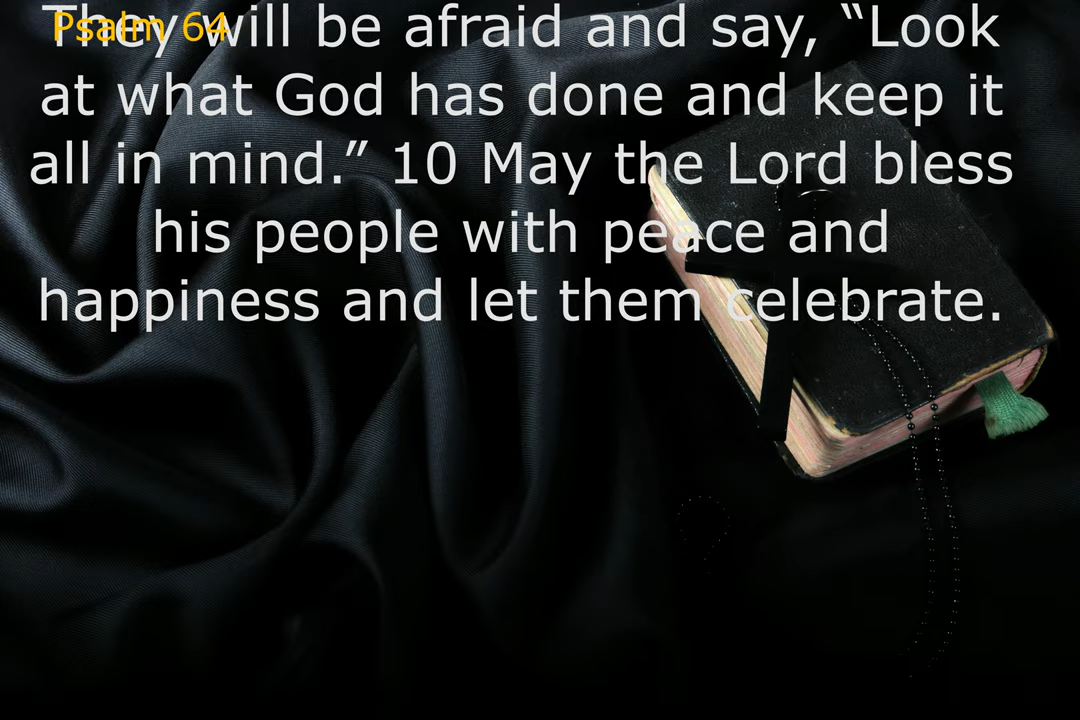 Psalm 64
They will be afraid and say, “Look
at what God has done and keep it
all in mind.” 10 May the Lord bless
his people with peace and
happiness and let them celebrate.